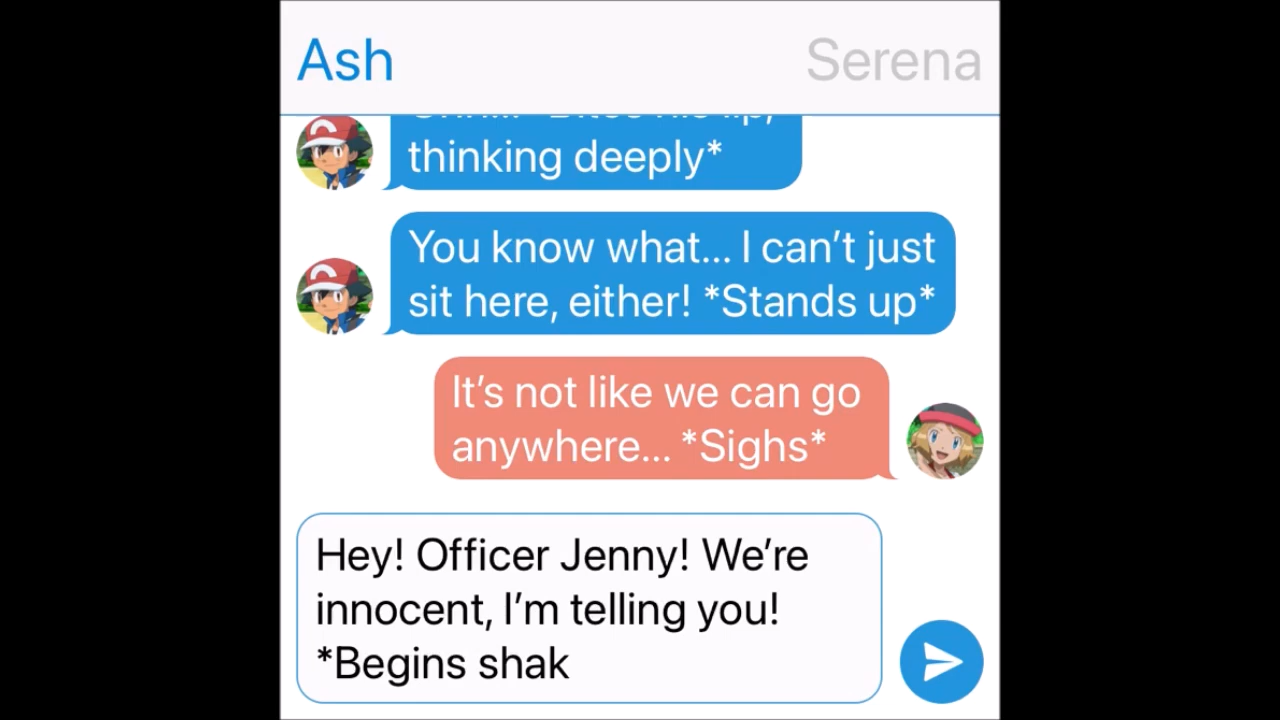 Ash Serena
thinking deeply*
You know what... I can’t just
sit here, either! *Stands up*
It’s not like we can go
anywhere... *Sighs*
Hey! Officer Jenny! We’re
innocent, I’m telling you!
*Begins shak